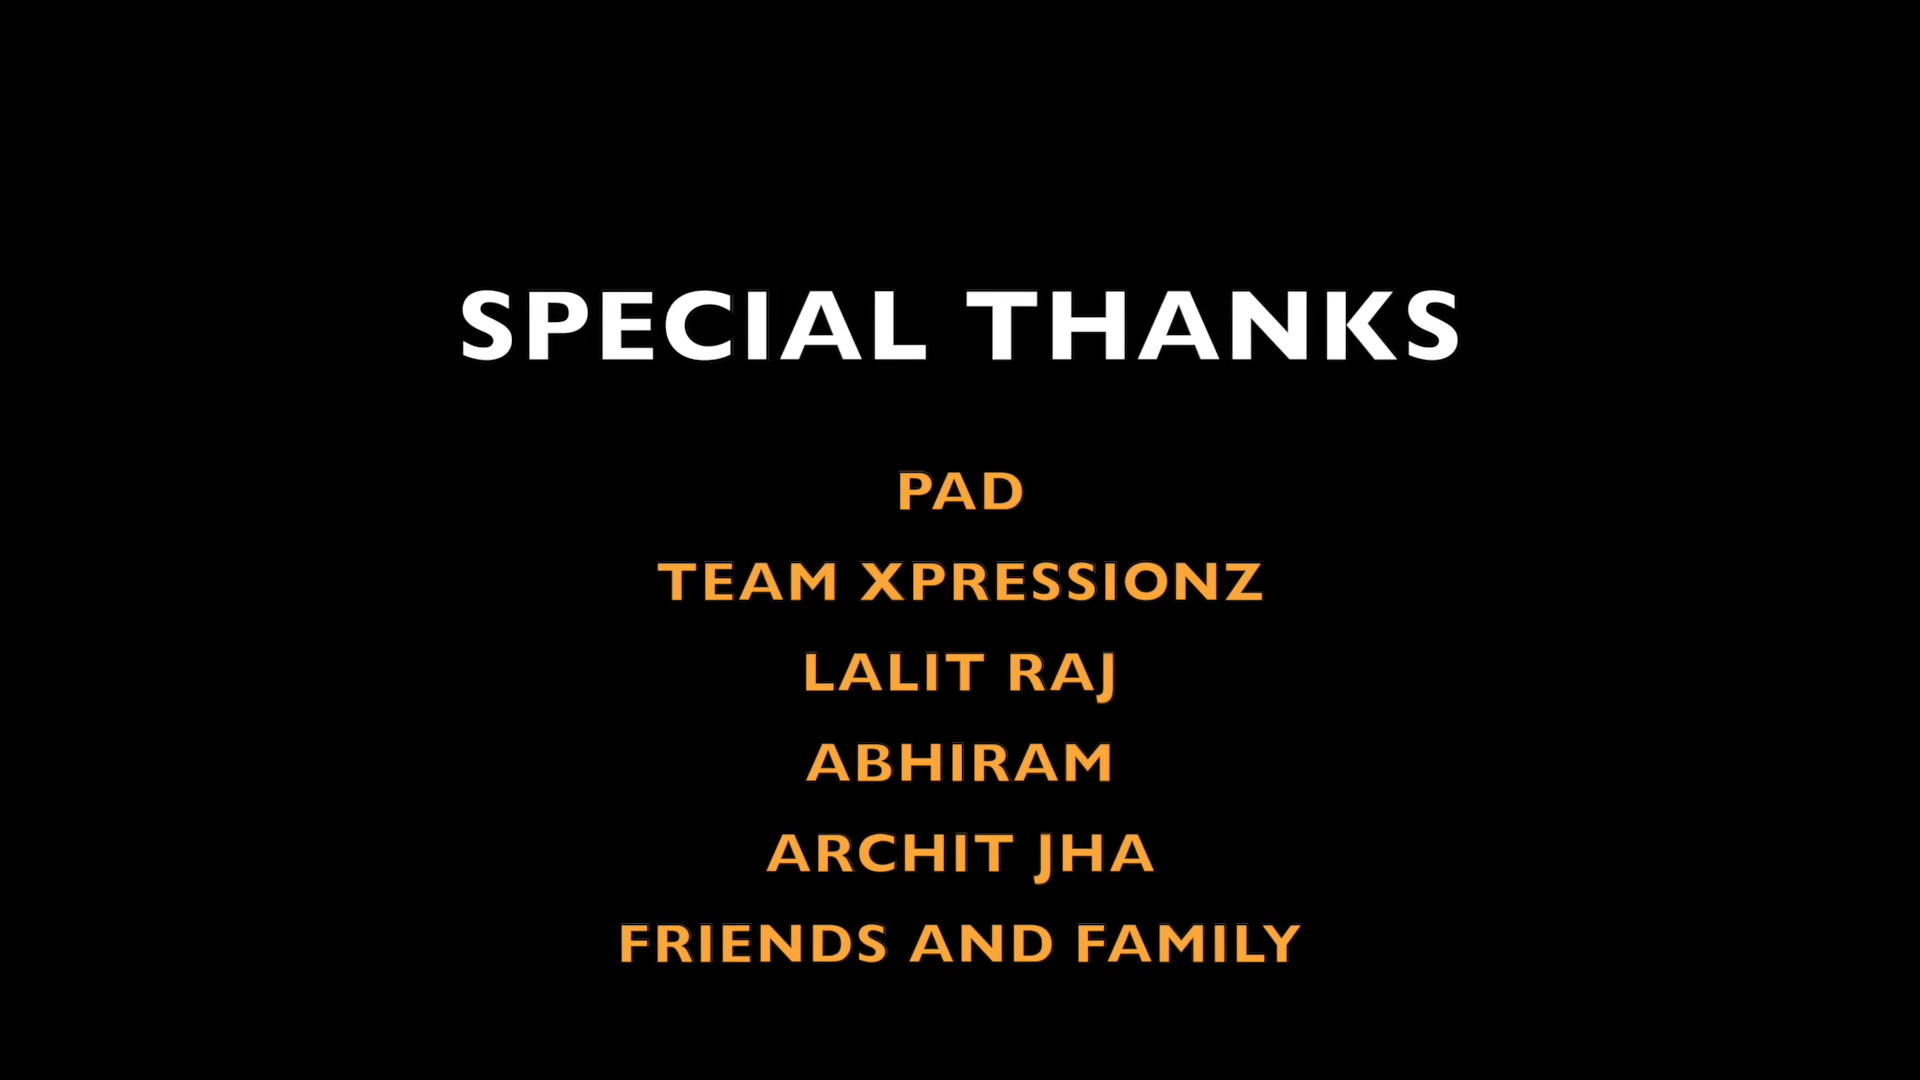 SPECIAL THANKS
PAD
TEAM XPRESSIONZ
LALIT RAJ
ABHIRAM
ARCHIT JHA
FRIENDS AND FAMILY